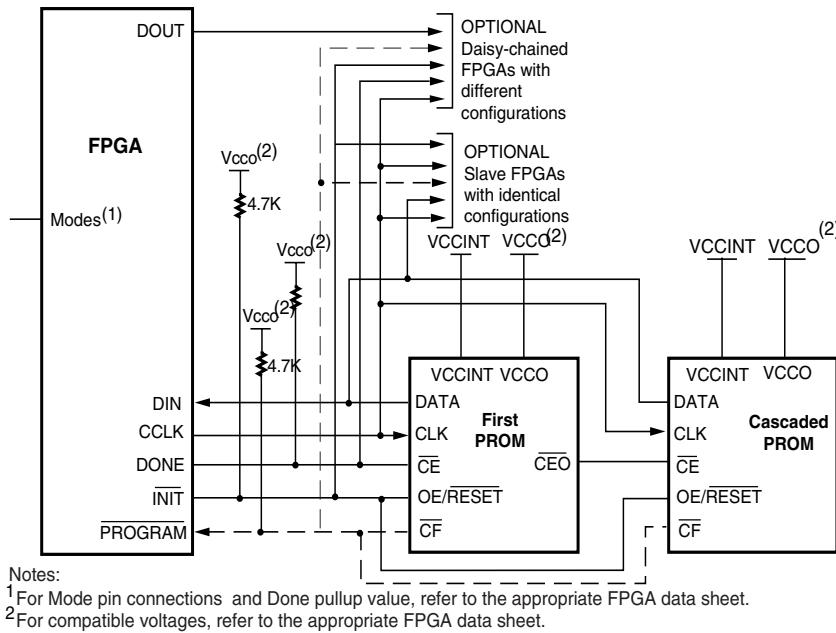 DOUT
OPTIONAL
Daisy-chained
FPGAs with
different
configurations
FPGA
Vcco(2)
4.7K
OPTIONAL
Slave FPGAs
with identical
configurations
Modes(1)
Vcco(2)
VCCINT VCCO(2)
VCCINT VCCO(2)
Vcco(2)
4.7K
VCCINT VCCO
VCCINT VCCO
DIN
DATA
First
PROM
DATA
Cascaded
PROM
CCLK
CLK
CLK
DONE
CE
CEO
CE
INIT
OE/RESET
OE/RESET
PROGRAM
CF
CF
Notes:
1 For Mode pin connections and Done pullup value, refer to the appropriate FPGA data sheet.
2 For compatible voltages, refer to the appropriate FPGA data sheet.